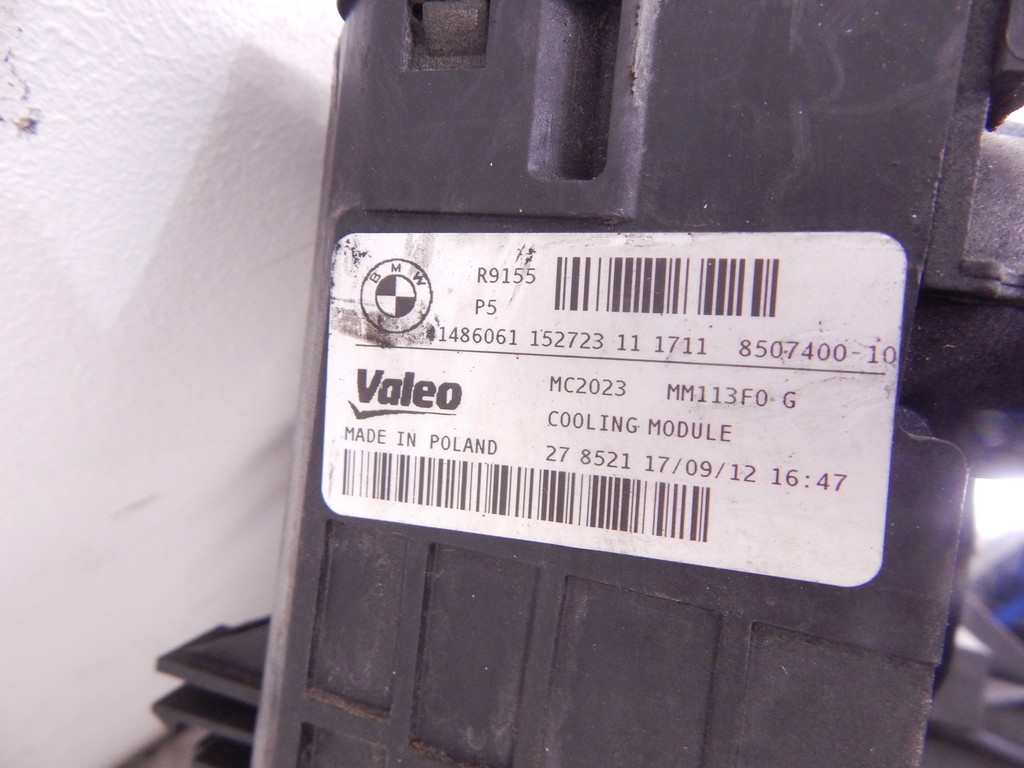 BMW
R9155
P5
1486061 152723 11 1711 8507400-10
Valeo
MC2023 MM113F0 G
COOLING MODULE
MADE IN POLAND
27 8521 17/09/12 16:47